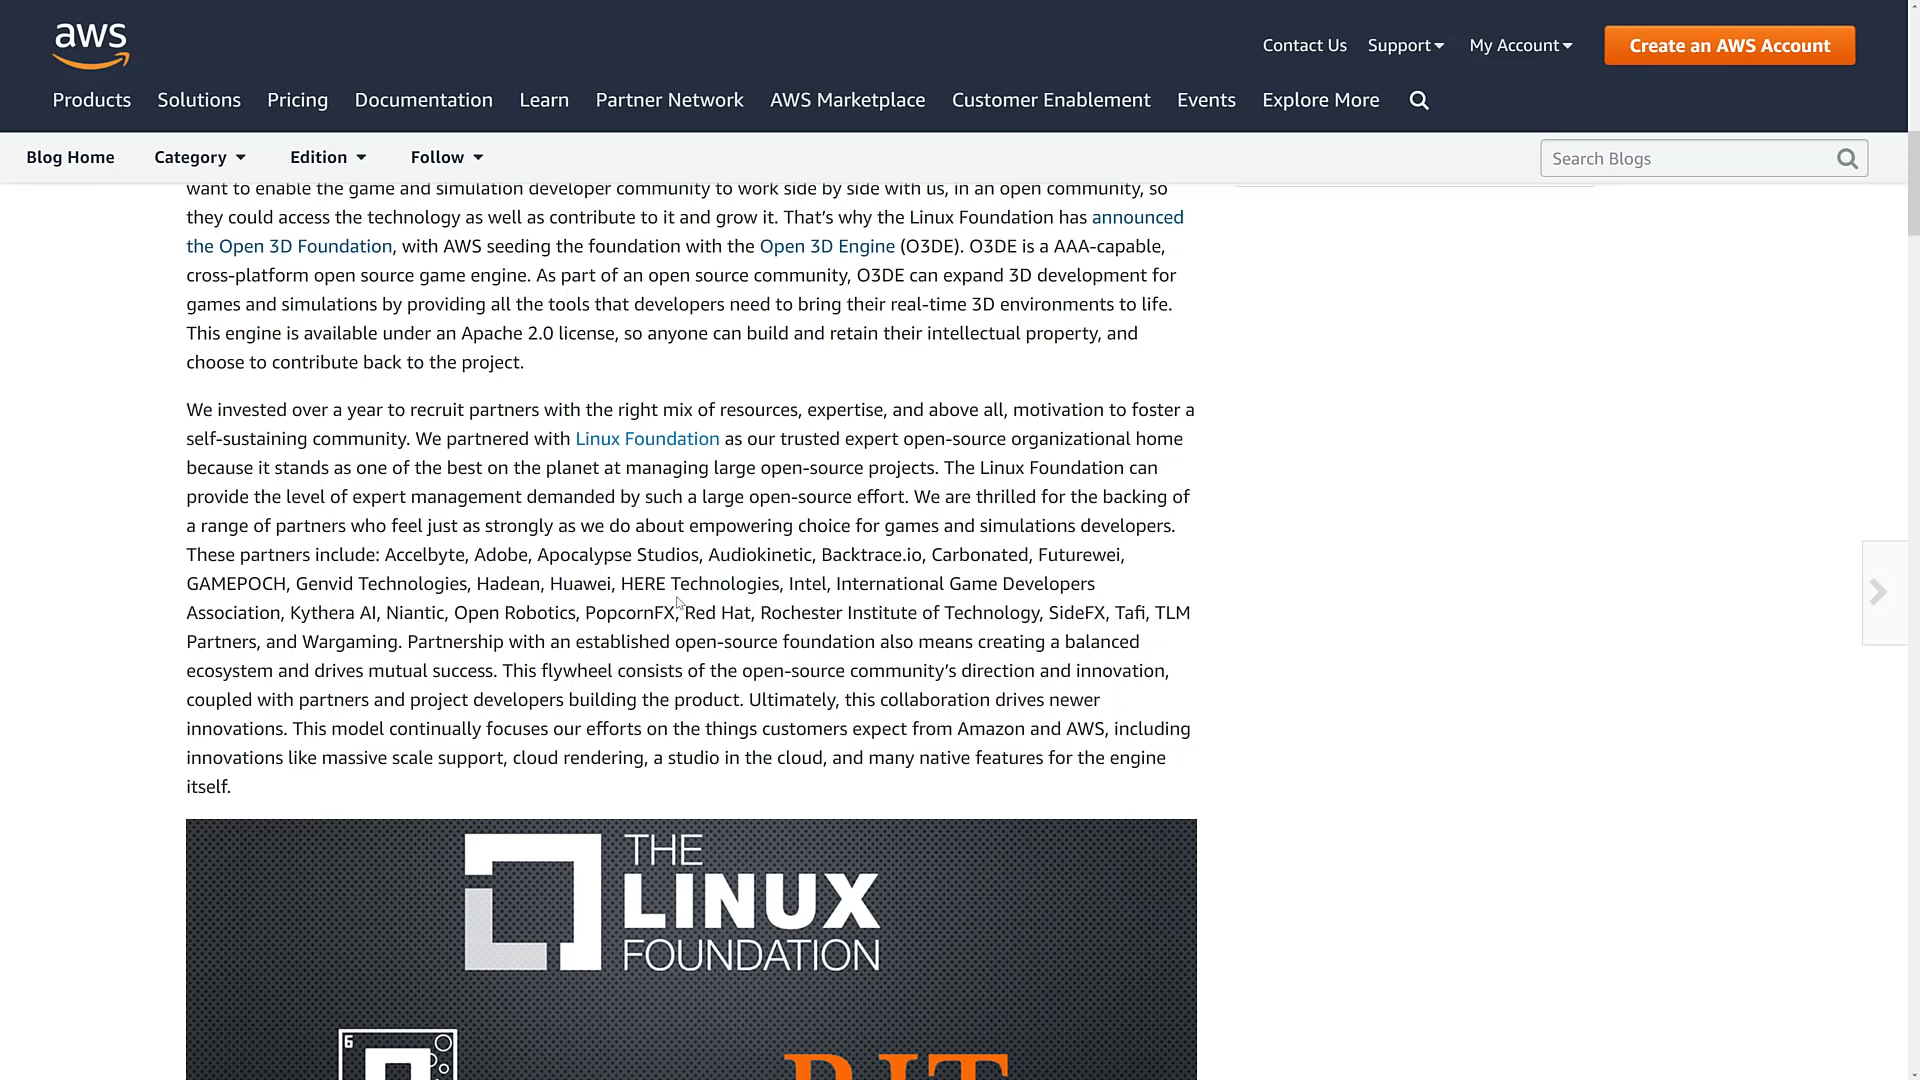 aws
Contact Us
Support
My Account
Create an AWS Account
Products
Solutions
Pricing
Documentation
Learn
Partner Network
AWS Marketplace
Customer Enablement
Events
Explore More
Blog Home
Category
Edition
Follow
Search Blogs
want to enable the game and simulation developer community to work side by side with us, in an open community, so
they could access the technology as well as contribute to it and grow it. That’s why the Linux Foundation has announced
the Open 3D Foundation, with AWS seeding the foundation with the Open 3D Engine (O3DE). O3DE is a AAA-capable,
cross-platform open source game engine. As part of an open source community, O3DE can expand 3D development for
games and simulations by providing all the tools that developers need to bring their real-time 3D environments to life.
This engine is available under an Apache 2.0 license, so anyone can build and retain their intellectual property, and
choose to contribute back to the project.
We invested over a year to recruit partners with the right mix of resources, expertise, and above all, motivation to foster a
self-sustaining community. We partnered with Linux Foundation as our trusted expert open-source organizational home
because it stands as one of the best on the planet at managing large open-source projects. The Linux Foundation can
provide the level of expert management demanded by such a large open-source effort. We are thrilled for the backing of
a range of partners who feel just as strongly as we do about empowering choice for games and simulations developers.
These partners include: Accelbyte, Adobe, Apocalypse Studios, Audiokinetic, Backtrace.io, Carbonated, Futurewei,
GAMEPOCH, Genvid Technologies, Hadean, Huawei, HERE Technologies, Intel, International Game Developers
Association, Kythera AI, Niantic, Open Robotics, PopcornFX, Red Hat, Rochester Institute of Technology, SideFX, Tafi, TLM
Partners, and Wargaming. Partnership with an established open-source foundation also means creating a balanced
ecosystem and drives mutual success. This flywheel consists of the open-source community’s direction and innovation,
coupled with partners and project developers building the product. Ultimately, this collaboration drives newer
innovations. This model continually focuses our efforts on the things customers expect from Amazon and AWS, including
innovations like massive scale support, cloud rendering, a studio in the cloud, and many native features for the engine
itself.
THE
LINUX
FOUNDATION
6
RIT